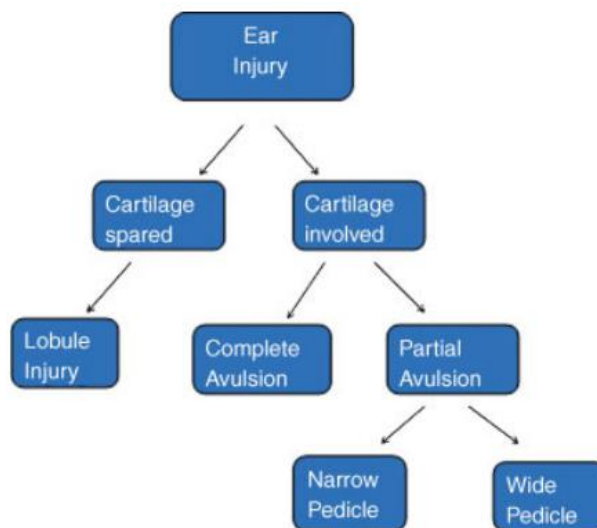 Ear
Injury
Cartilage
spared
Cartilage
involved
Lobule
Injury
Complete
Avulsion
Partial
Avulsion
Narrow
Pedicle
Wide
Pedicle